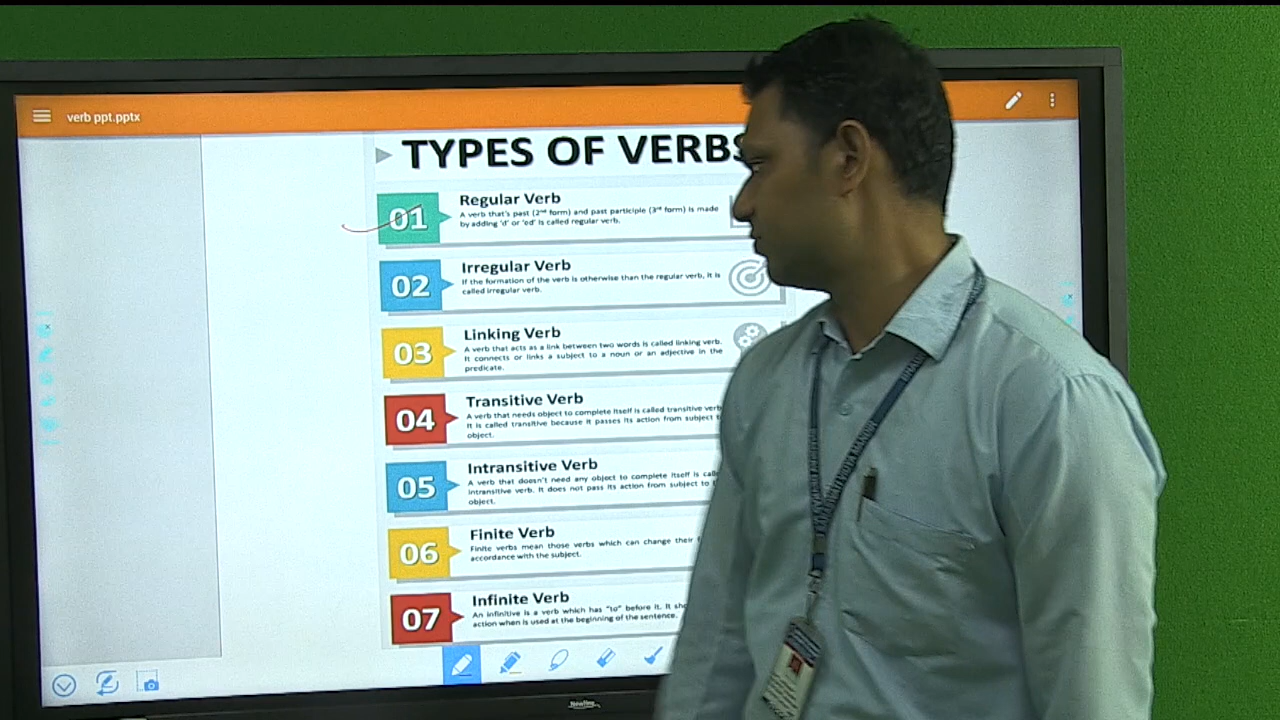 verb ppt.pptx
TYPES OF VERBS
01
Regular Verb
A verb that's past (2nd form) and past participle (3rd form) is made
by adding 'd' or 'ed' is called regular verb.
02
Irregular Verb
If the formation of the verb is otherwise than the regular verb, it is
called irregular verb.
03
Linking Verb
A verb that acts as a link between two words is called linking verb.
It connects or links a subject to a noun or an adjective in the
predicate.
04
Transitive Verb
A verb that needs object to complete itself is called transitive verb
It is called transitive because it passes its action from subject
object.
05
Intransitive Verb
A verb that doesn't need any object to complete itself is
intransitive verb. It does not pass its action from subject to
object.
06
Finite Verb
Finite verbs mean those verbs which can change their
accordance with the subject.
07
Infinite Verb
An infinitive is a verb which has "to" before it. It
action when is used at the beginning of the sentence.
Newline